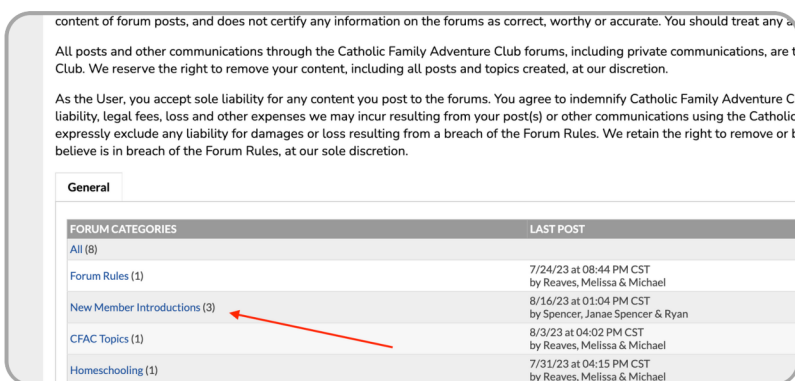 content of forum posts, and does not certify any information on the forums as correct, worthy or accurate. You should treat any
All posts and other communications through the Catholic Family Adventure Club forums, including private communications, are
Club. We reserve the right to remove your content, including all posts and topics created, at our discretion.
As the User, you accept sole liability for any content you post to the forums. You agree to indemnify Catholic Family Adventure
liability, legal fees, loss and other expenses we may incur resulting from your post(s) or other communications using the
expressly exclude any liability for damages or loss resulting from a breach of the Forum Rules. We retain the right to remove or
believe is in breach of the Forum Rules, at our sole discretion.
General
FORUM CATEGORIES LAST POST
All (8)
Forum Rules (1)
7/24/23 at 08:44 PM CST
by Reaves, Melissa & Michael
New Member Introductions (3)
8/16/23 at 01:04 PM CST
by Spencer, Janae Spencer & Ryan
CFAC Topics (1)
8/3/23 at 04:02 PM CST
by Reaves, Melissa & Michael
Homeschooling (1)
7/31/23 at 04:15 PM CST
by Reaves, Melissa & Michael